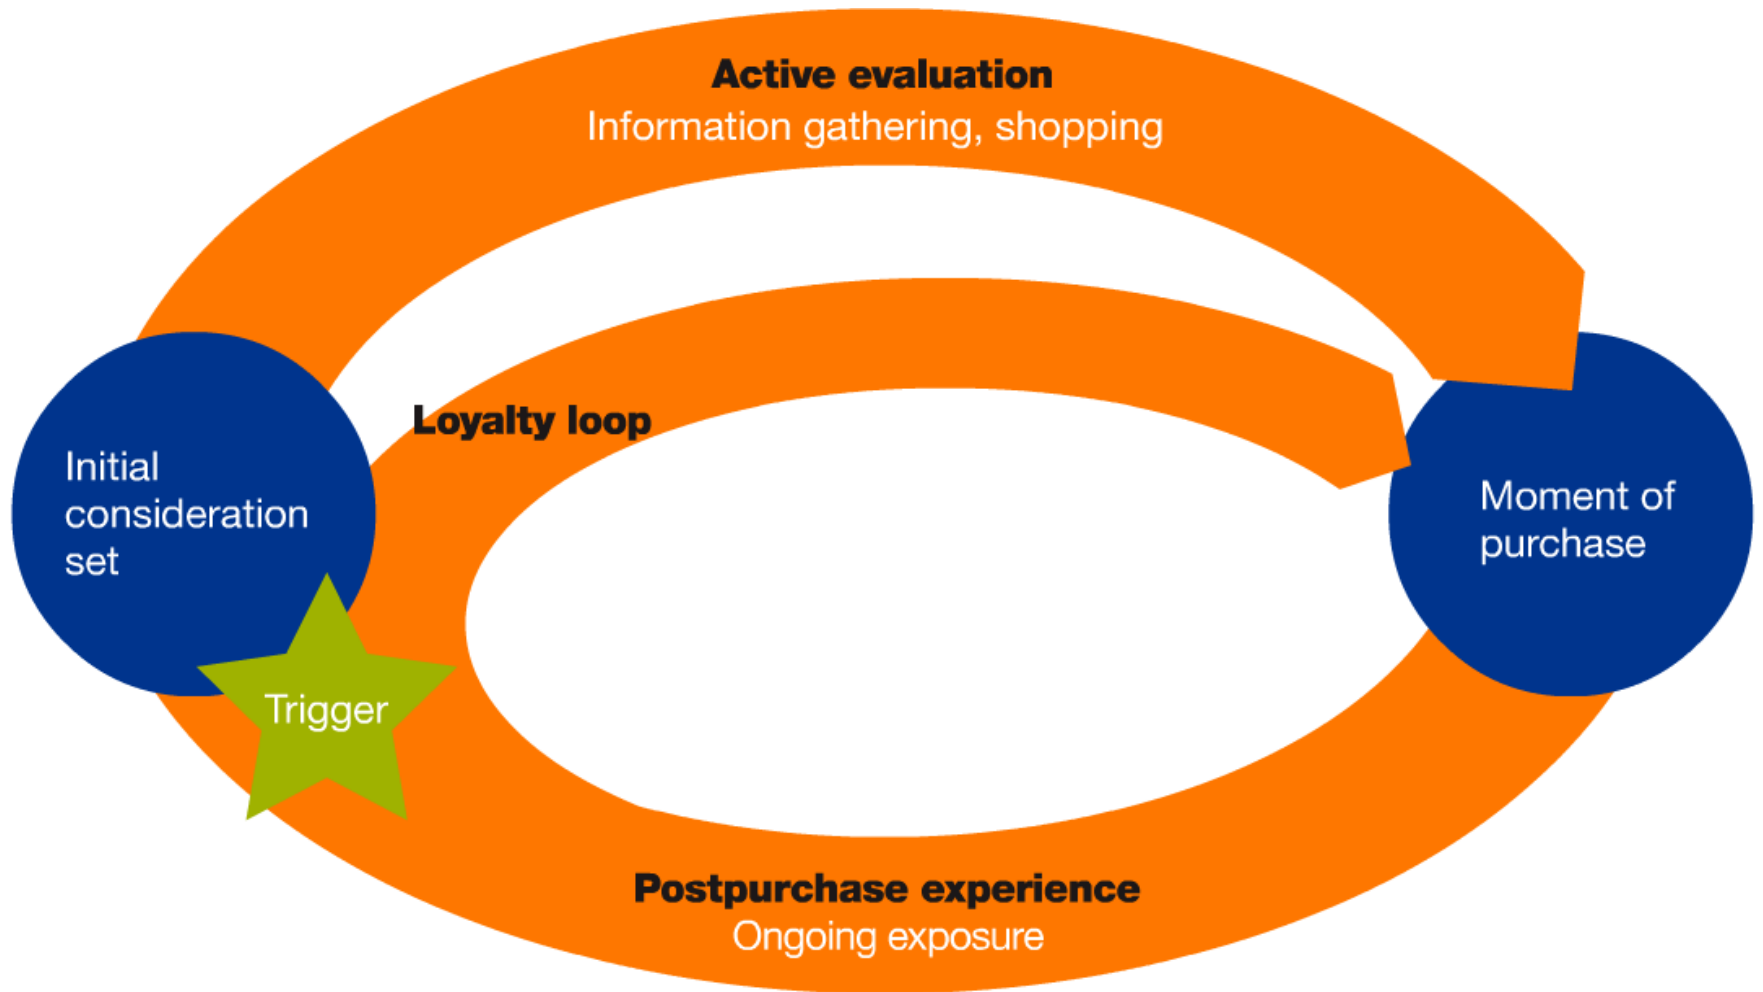 Active evaluation
Information gathering, shopping
Loyalty loop
Initial
consideration
set
Moment of
purchase
Trigger
Postpurchase experience
Ongoing exposure